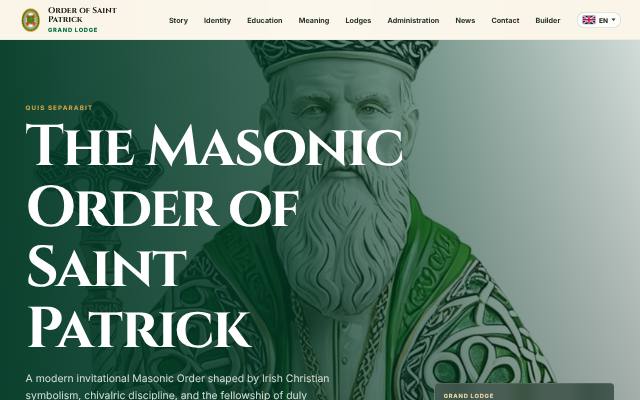 Order of Saint
Patrick
GRAND LODGE
Story
Identity
Education
Meaning
Lodges
Administration
News
Contact
Builder
EN
QUIS SEPARABIT
The Masonic
Order of
Saint
Patrick
A modern invitational Masonic Order shaped by Irish Christian
symbolism, chivalric discipline, and the fellowship of duly
GRAND LODGE